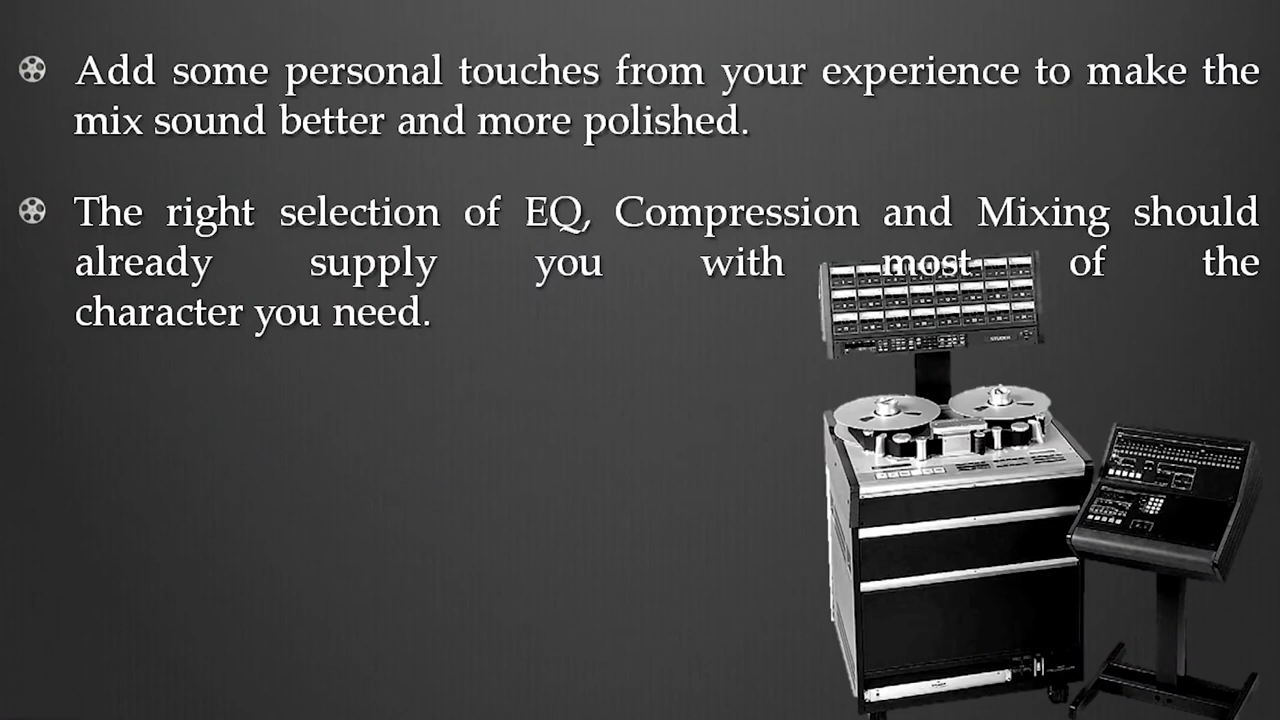 Add some personal touches from your experience to make the
mix sound better and more polished.
The right selection of EQ, Compression and Mixing should
already supply you with most of the
character you need.
STUDER